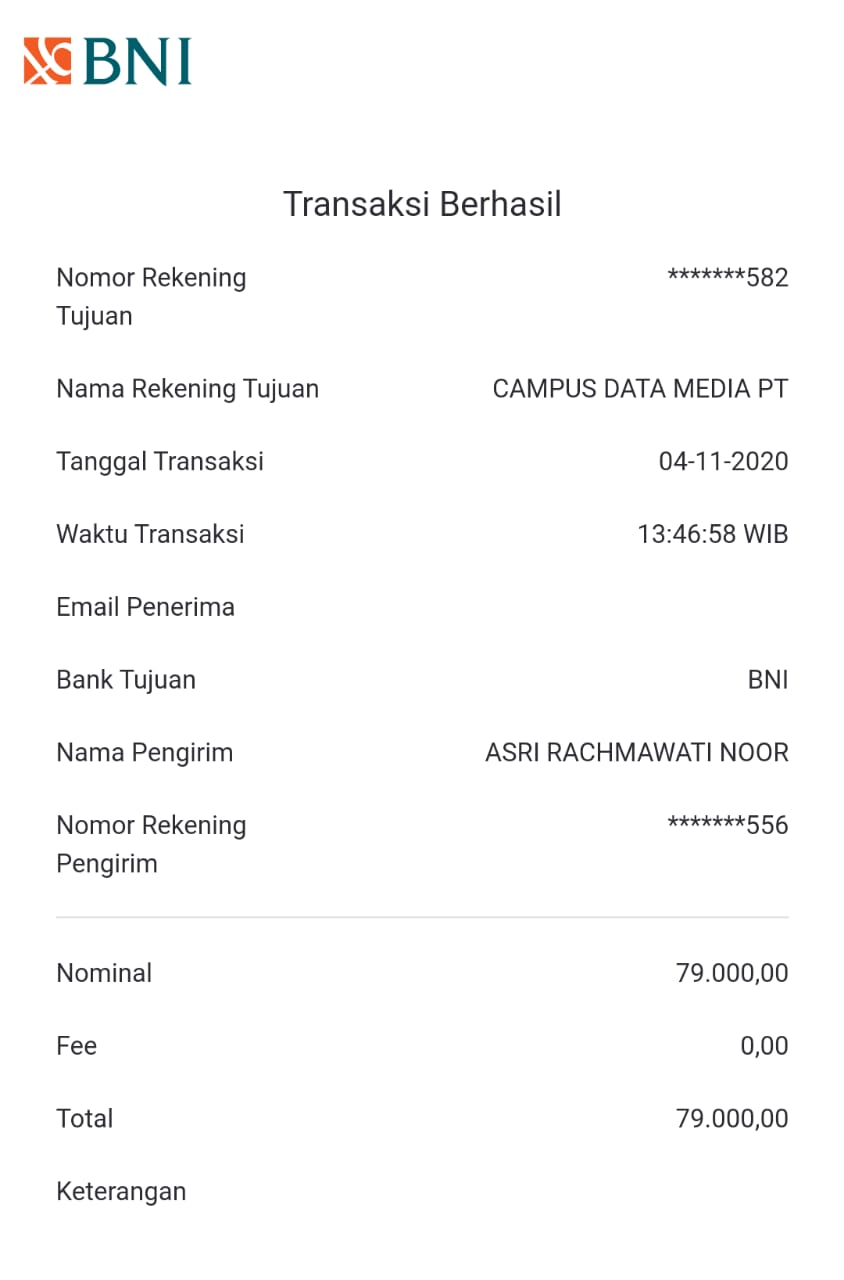 BNI
Transaksi Berhasil
Nomor Rekening Tujuan *******582
Nama Rekening Tujuan CAMPUS DATA MEDIA PT
Tanggal Transaksi 04-11-2020
Waktu Transaksi 13:46:58 WIB
Email Penerima
Bank Tujuan BNI
Nama Pengirim ASRI RACHMAWATI NOOR
Nomor Rekening Pengirim *******556
Nominal 79.000,00
Fee 0,00
Total 79.000,00
Keterangan